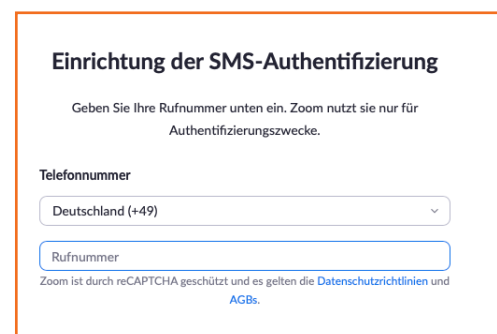 Einrichtung der SMS-Authentifizierung
Geben Sie Ihre Rufnummer unten ein. Zoom nutzt sie nur für
Authentifizierungszwecke.
Telefonnummer
Deutschland (+49)
Rufnummer
Zoom ist durch reCAPTCHA geschützt und es gelten die Datenschutzrichtlinien und
AGBs.